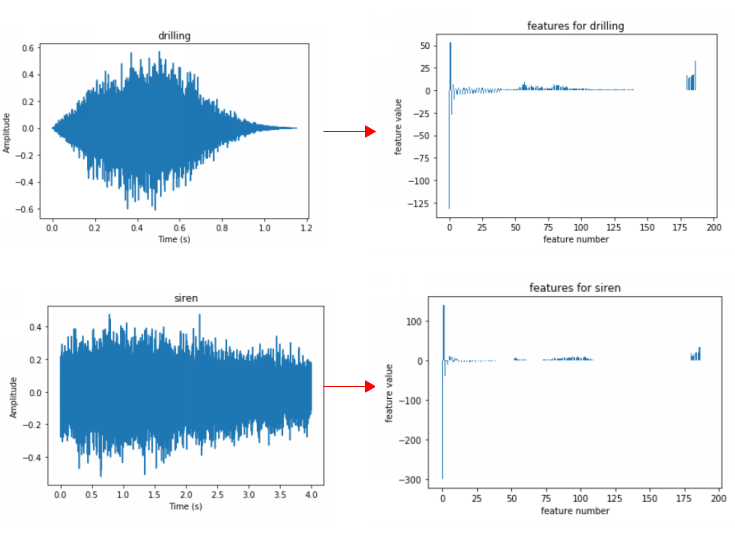 drilling
Amplitude
0.6
0.4
0.2
0.0
−0.2
−0.4
−0.6
0.0 0.2 0.4 0.6 0.8 1.0 1.2
Time (s)
features for drilling
feature value
50
25
0
−25
−50
−75
−100
−125
0 25 50 75 100 125 150 175 200
feature number
siren
Amplitude
0.4
0.2
0.0
−0.2
−0.4
0.0 0.5 1.0 1.5 2.0 2.5 3.0 3.5 4.0
Time (s)
features for siren
feature value
100
0
−100
−200
−300
0 25 50 75 100 125 150 175 200
feature number